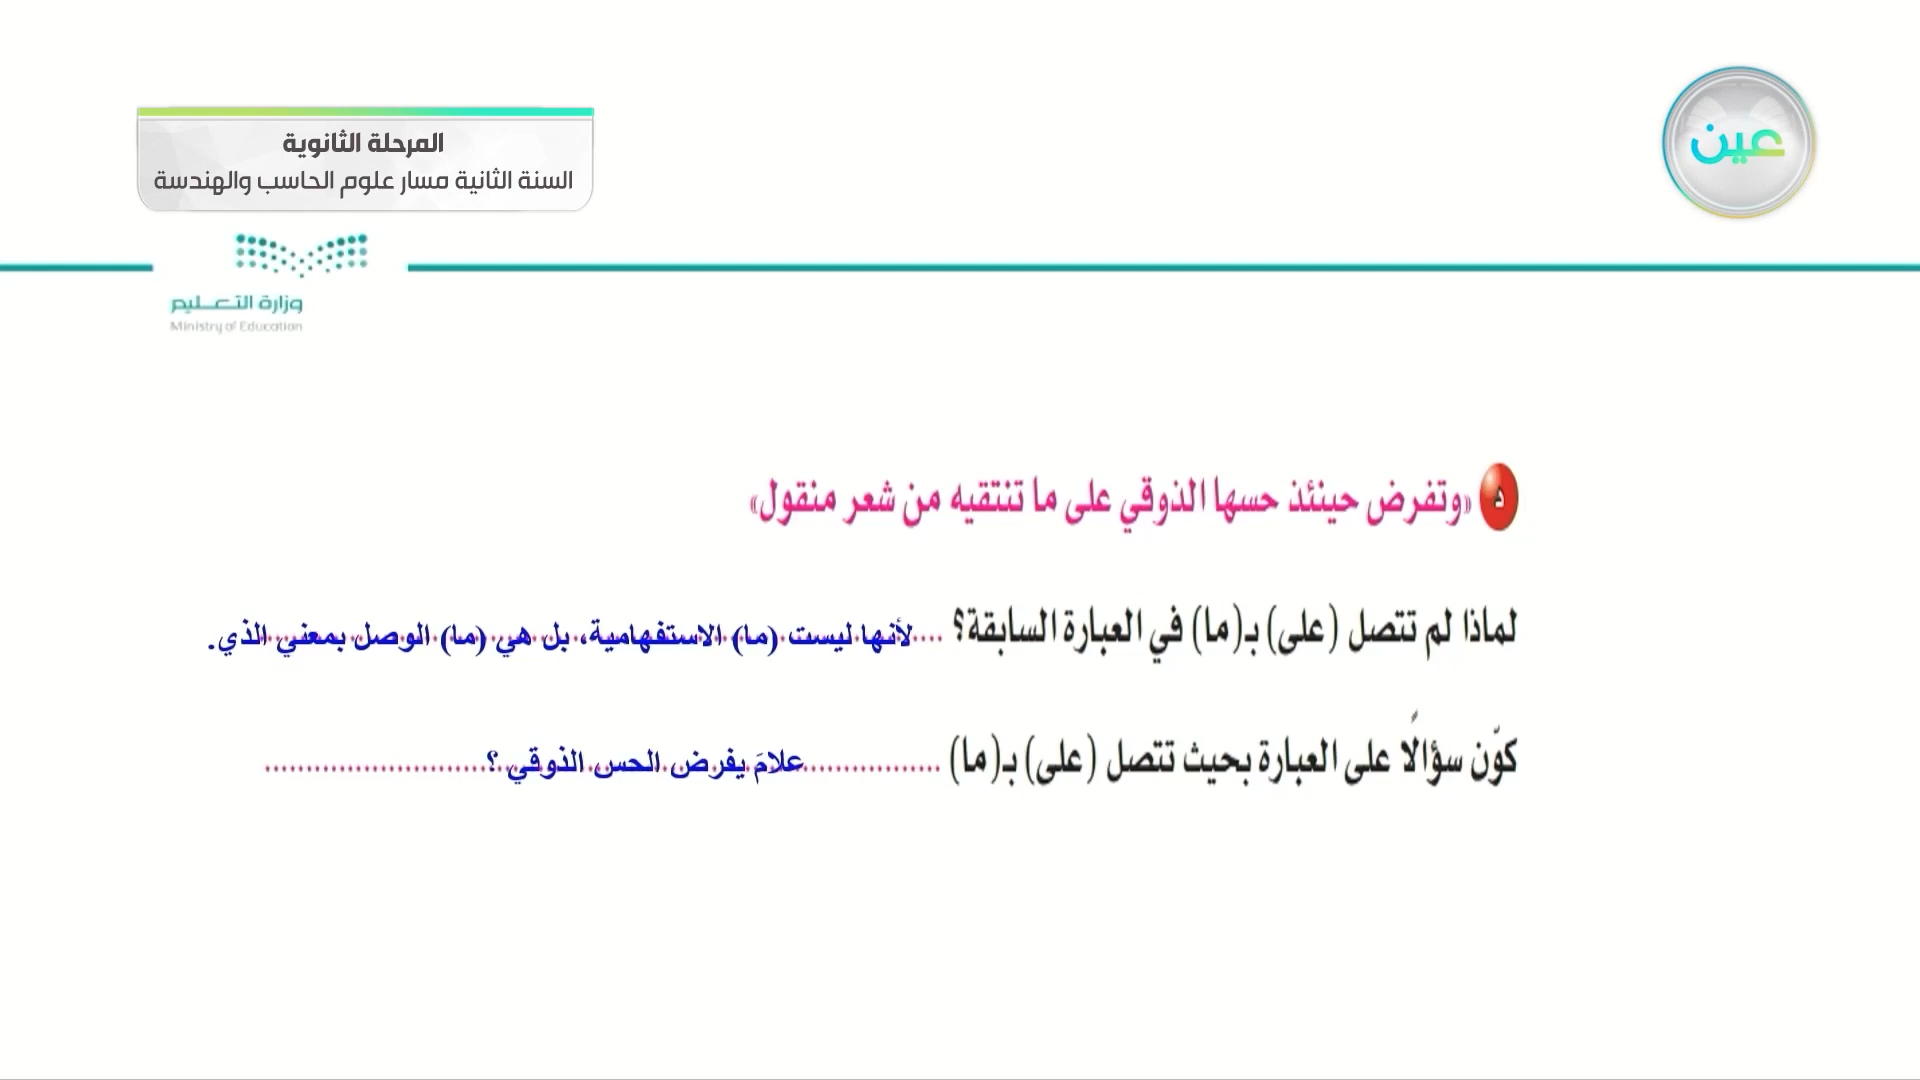 عين
المرحلة الثانوية
السنة الثانية مسار علوم الحاسب والهندسة
وزارة التعـــليم
Ministry of Education
د «وتفرض حينئذ حسها الذوقي على ما تنتقيه من شعر منقول»
لماذا لم تتصل (على) بـ(ما) في العبارة السابقة؟ ....لأنها ليست (ما) الاستفهامية، بل هي (ما) الوصل بمعني الذي.
كوّن سؤالًا على العبارة بحيث تتصل (على) بـ(ما) ................علامَ يفرض الحس الذوقي ؟..........................